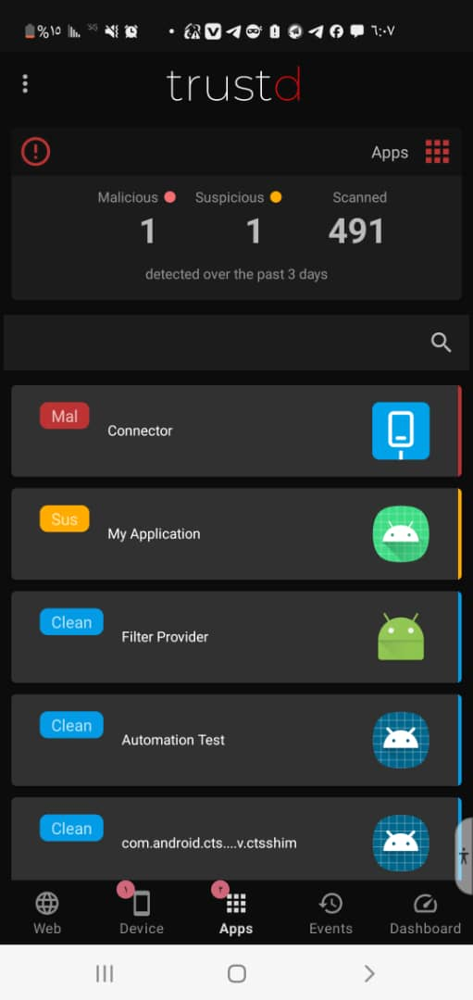 %١٥ ٦:٠٧
trustd
Apps
Malicious Suspicious Scanned
1 1 491
detected over the past 3 days
Mal
Connector
Sus
My Application
Clean
Filter Provider
Clean
Automation Test
Clean
com.android.cts....v.ctsshim
١ ٢
Web Device Apps Events Dashboard